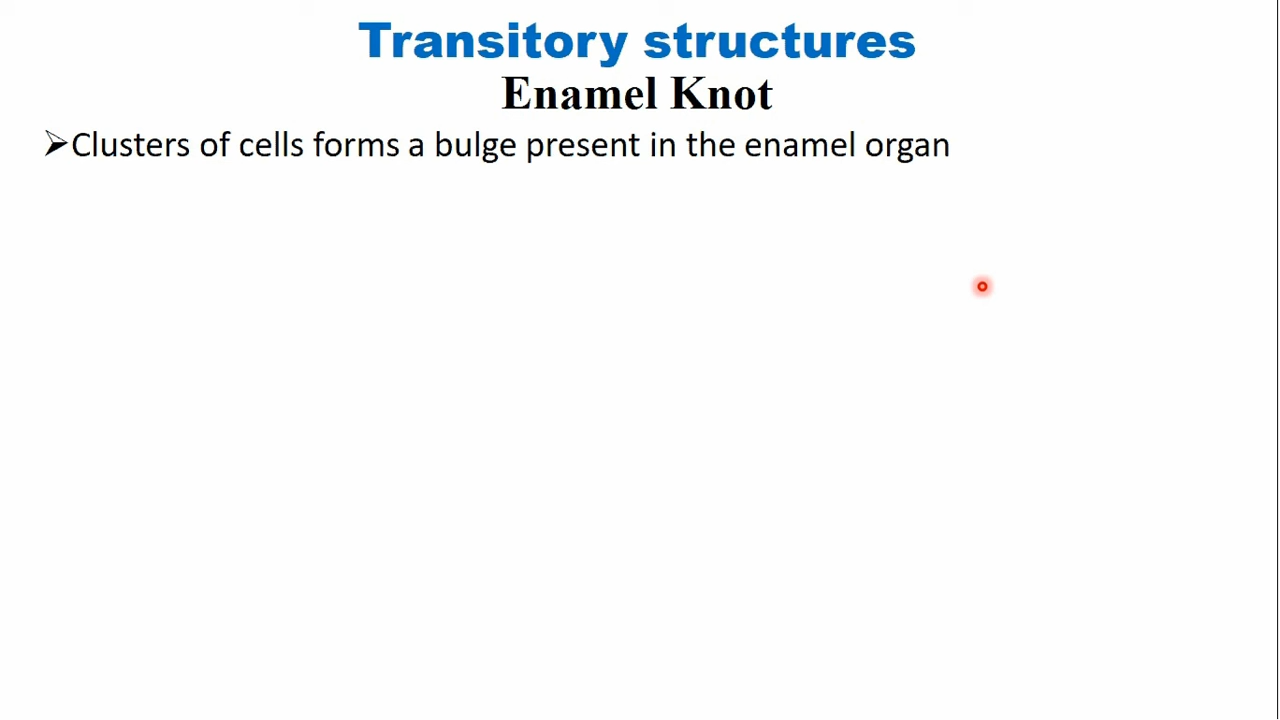 Transitory structures
Enamel Knot
➢Clusters of cells forms a bulge present in the enamel organ